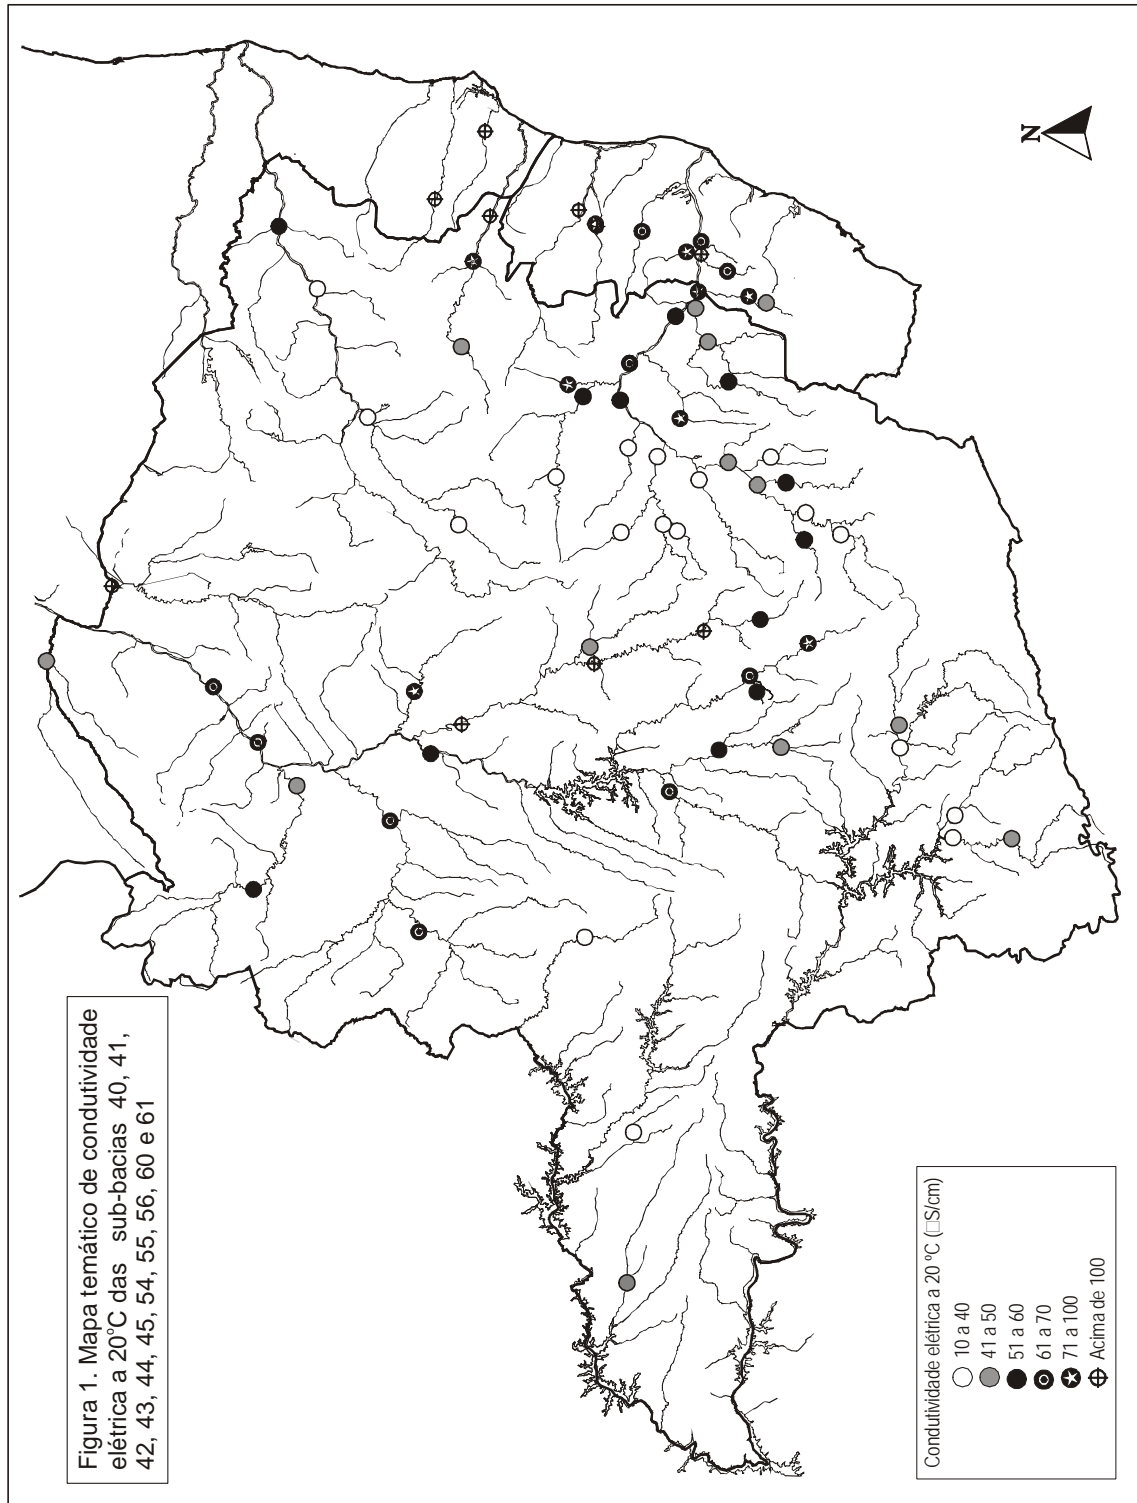 Figura 1. Mapa temático de condutividade
elétrica a 20°C das sub-bacias 40, 41,
42, 43, 44, 45, 54, 55, 56, 60 e 61
N
Condutividade elétrica a 20 ºC (□S/cm)
10 a 40
41 a 50
51 a 60
61 a 70
71 a 100
Acima de 100